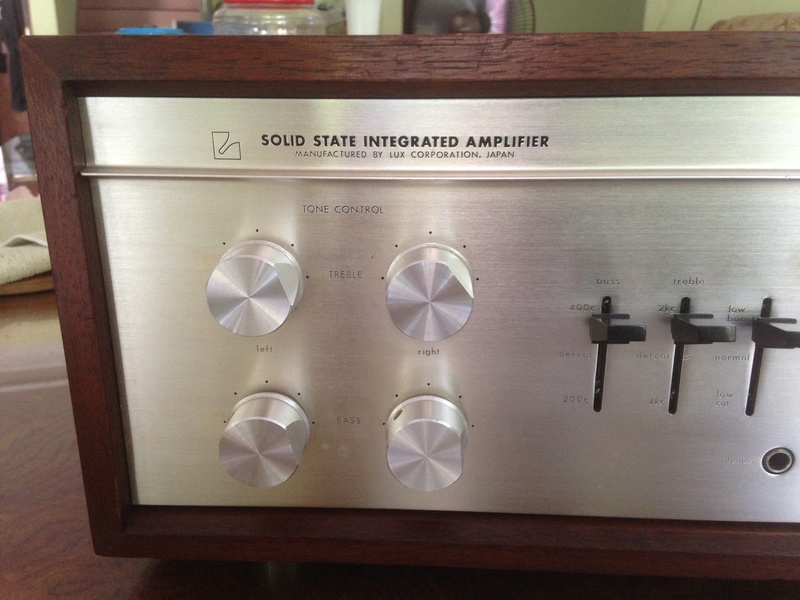 SOLID STATE INTEGRATED AMPLIFIER
MANUFACTURED BY LUX CORPORATION, JAPAN
TONE CONTROL
TREBLE
left
right
BASS
bass
treble
low
boost
400c
2kc
defeat
defeat
normal
200c
4kc
low
cut